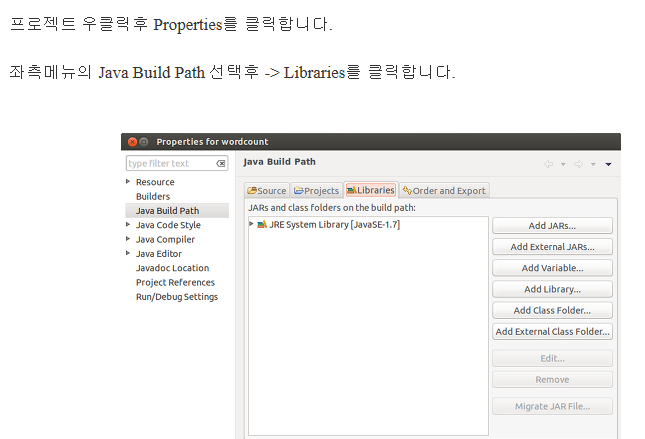 프로젝트 우클릭후 Properties를 클릭합니다.
좌측메뉴의 Java Build Path 선택후 -> Libraries를 클릭합니다.
Properties for wordcount
type filter text
Resource
Builders
Java Build Path
Java Code Style
Java Compiler
Java Editor
Javadoc Location
Project References
Run/Debug Settings
Java Build Path
Source Projects Libraries Order and Export
JARs and class folders on the build path:
JRE System Library [JavaSE-1.7]
Add JARs...
Add External JARs...
Add Variable...
Add Library...
Add Class Folder...
Add External Class Folder...
Edit...
Remove
Migrate JAR File...